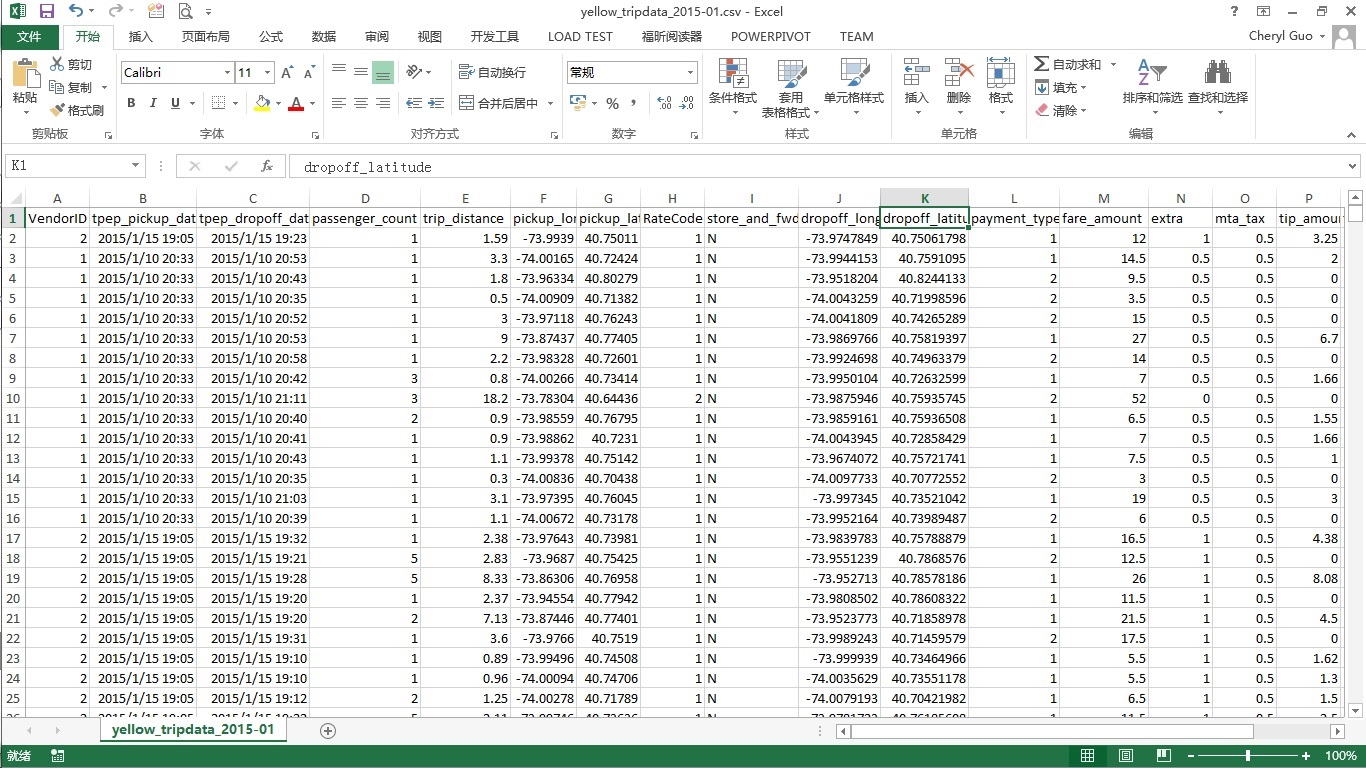 yellow_tripdata_2015-01.csv - Excel
文件 开始 插入 页面布局 公式 数据 审阅 视图 开发工具 LOAD TEST 福昕阅读器 POWERPIVOT TEAM Cheryl Guo
粘贴 剪切 复制 格式刷 剪贴板
Calibri 11 B I U A 字体
自动换行 合并后居中 对齐方式
常规 % 数字
条件格式 套用表格格式 单元格样式 样式
插入 删除 格式 单元格
自动求和 填充 清除 排序和筛选 查找和选择 编辑
K1 fx dropoff_latitude
A B C D E F G H I J K L M N O P
1 VendorID tpep_pickup_dat tpep_dropoff_dat passenger_count trip_distance pickup_lon pickup_lat RateCode store_and_fwd dropoff_long dropoff_latitu payment_type fare_amount extra mta_tax tip_amoun
2 2 2015/1/15 19:05 2015/1/15 19:23 1 1.59 -73.9939 40.75011 1 N -73.9747849 40.75061798 1 12 1 0.5 3.25
3 1 2015/1/10 20:33 2015/1/10 20:53 1 3.3 -74.00165 40.72424 1 N -73.9944153 40.7591095 1 14.5 0.5 0.5 2
4 1 2015/1/10 20:33 2015/1/10 20:43 1 1.8 -73.96334 40.80279 1 N -73.9518204 40.8244133 2 9.5 0.5 0.5 0
5 1 2015/1/10 20:33 2015/1/10 20:35 1 0.5 -74.00909 40.71382 1 N -74.0043259 40.71998596 2 3.5 0.5 0.5 0
6 1 2015/1/10 20:33 2015/1/10 20:52 1 3 -73.97118 40.76243 1 N -74.0041809 40.74265289 2 15 0.5 0.5 0
7 1 2015/1/10 20:33 2015/1/10 20:53 1 9 -73.87437 40.77405 1 N -73.9869766 40.75819397 1 27 0.5 0.5 6.7
8 1 2015/1/10 20:33 2015/1/10 20:58 1 2.2 -73.98328 40.72601 1 N -73.9924698 40.74963379 2 14 0.5 0.5 0
9 1 2015/1/10 20:33 2015/1/10 20:42 3 0.8 -74.00266 40.73414 1 N -73.9950104 40.72632599 1 7 0.5 0.5 1.66
10 1 2015/1/10 20:33 2015/1/10 21:11 3 18.2 -73.78304 40.64436 2 N -73.9875946 40.75935745 2 52 0 0.5 0
11 1 2015/1/10 20:33 2015/1/10 20:40 2 0.9 -73.98559 40.76795 1 N -73.9859161 40.75936508 1 6.5 0.5 0.5 1.55
12 1 2015/1/10 20:33 2015/1/10 20:41 1 0.9 -73.98862 40.7231 1 N -74.0043945 40.72858429 1 7 0.5 0.5 1.66
13 1 2015/1/10 20:33 2015/1/10 20:43 1 1.1 -73.99378 40.75142 1 N -73.9674072 40.75721741 1 7.5 0.5 0.5 1
14 1 2015/1/10 20:33 2015/1/10 20:35 1 0.3 -74.00836 40.70438 1 N -74.0097733 40.70772552 2 3 0.5 0.5 0
15 1 2015/1/10 20:33 2015/1/10 21:03 1 3.1 -73.97395 40.76045 1 N -73.997345 40.73521042 1 19 0.5 0.5 3
16 1 2015/1/10 20:33 2015/1/10 20:39 1 1.1 -74.00672 40.73178 1 N -73.9952164 40.73989487 2 6 0.5 0.5 0
17 2 2015/1/15 19:05 2015/1/15 19:32 1 2.38 -73.97643 40.73981 1 N -73.9839783 40.75788879 1 16.5 1 0.5 4.38
18 2 2015/1/15 19:05 2015/1/15 19:21 5 2.83 -73.9687 40.75425 1 N -73.9551239 40.7868576 2 12.5 1 0.5 0
19 2 2015/1/15 19:05 2015/1/15 19:28 5 8.33 -73.86306 40.76958 1 N -73.952713 40.78578186 1 26 1 0.5 8.08
20 2 2015/1/15 19:05 2015/1/15 19:20 1 2.37 -73.94554 40.77942 1 N -73.9808502 40.78608322 2 11.5 1 0.5 0
21 2 2015/1/15 19:05 2015/1/15 19:20 2 7.13 -73.87446 40.77401 1 N -73.9523773 40.71858978 1 21.5 1 0.5 4.5
22 2 2015/1/15 19:05 2015/1/15 19:31 1 3.6 -73.9766 40.7519 1 N -73.9989243 40.71459579 2 17.5 1 0.5 0
23 2 2015/1/15 19:05 2015/1/15 19:10 1 0.89 -73.99496 40.74508 1 N -73.999939 40.73464966 1 5.5 1 0.5 1.62
24 2 2015/1/15 19:05 2015/1/15 19:10 1 0.96 -74.00094 40.74706 1 N -74.0035629 40.73551178 1 5.5 1 0.5 1.3
25 2 2015/1/15 19:05 2015/1/15 19:12 2 1.25 -74.00278 40.71789 1 N -74.0079193 40.70421982 1 6.5 1 0.5 1.5
yellow_tripdata_2015-01
就绪 100%